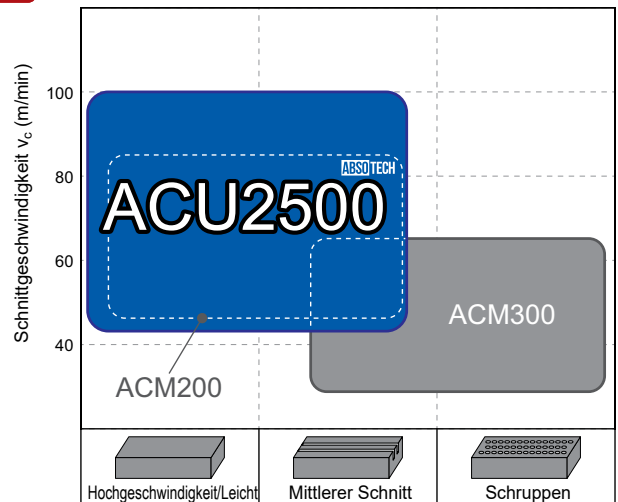 Schnittgeschwindigkeit vc (m/min)
100
80
60
40
ABSOTECH
ACU2500
ACM300
ACM200
Hochgeschwindigkeit/Leicht
Mittlerer Schnitt
Schruppen